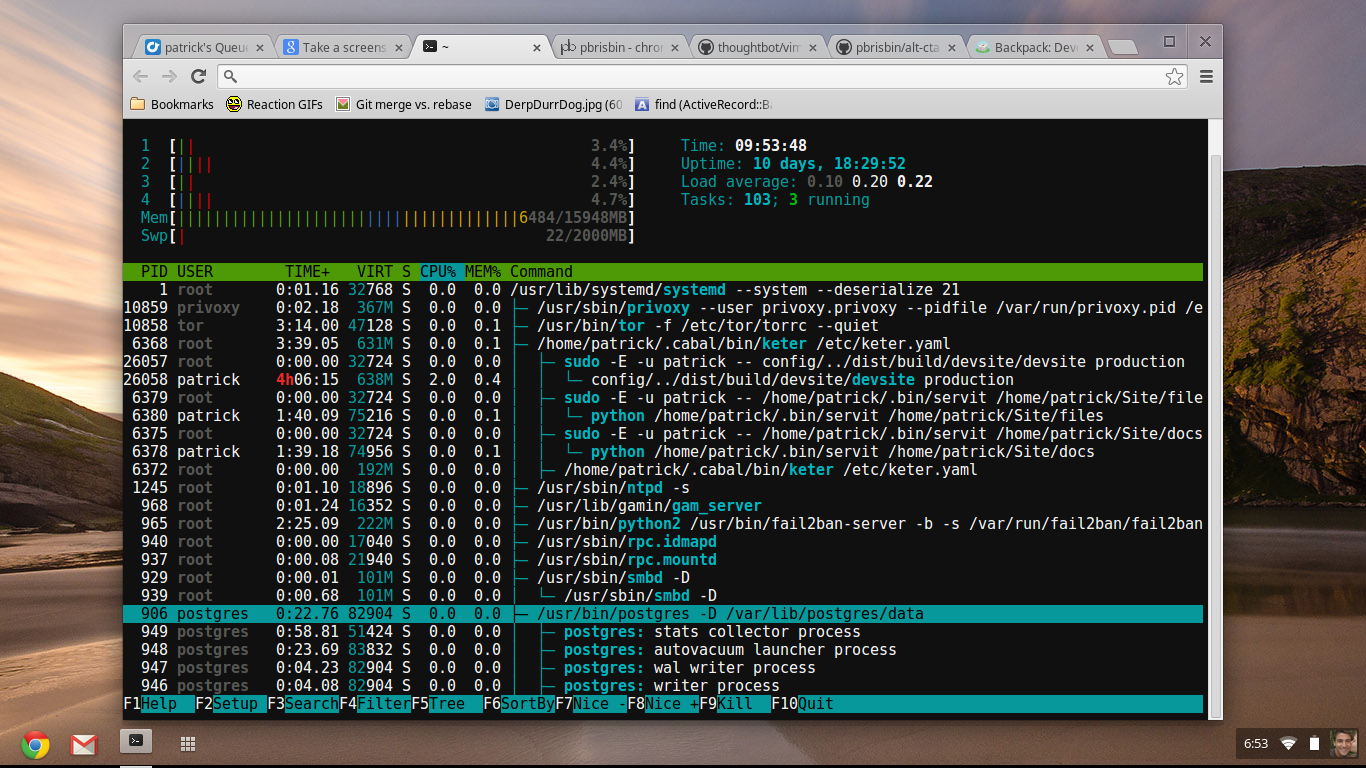 patrick's Queu
Take a screens
~
pb pbrisbin - chro
thoughtbot/vim
pbrisbin/alt-cta
Backpack: Deve
Bookmarks
Reaction GIFs
Git merge vs. rebase
DerpDurrDog.jpg (60
find (ActiveRecord::Ba
1 [|| 3.4%] Time: 09:53:48
2 [|||| 4.4%] Uptime: 10 days, 18:29:52
3 [|| 2.4%] Load average: 0.10 0.20 0.22
4 [|||| 4.7%] Tasks: 103; 3 running
Mem[||||||||||||||||||||||||||||||||||||||6484/15948MB]
Swp[| 22/2000MB]
PID USER TIME+ VIRT S CPU% MEM% Command
1 root 0:01.16 32768 S 0.0 0.0 /usr/lib/systemd/systemd --system --deserialize 21
10859 privoxy 0:02.18 367M S 0.0 0.0 ├─ /usr/sbin/privoxy --user privoxy.privoxy --pidfile /var/run/privoxy.pid /e
10858 tor 3:14.00 47128 S 0.0 0.1 ├─ /usr/bin/tor -f /etc/tor/torrc --quiet
6368 root 3:39.05 631M S 0.0 0.1 ├─ /home/patrick/.cabal/bin/keter /etc/keter.yaml
26057 root 0:00.00 32724 S 0.0 0.0 │ ├─ sudo -E -u patrick -- config/../dist/build/devsite/devsite production
26058 patrick 4h06:15 638M S 2.0 0.4 │ │ └─ config/../dist/build/devsite/devsite production
6379 root 0:00.00 32724 S 0.0 0.0 │ ├─ sudo -E -u patrick -- /home/patrick/.bin/servit /home/patrick/Site/file
6380 patrick 1:40.09 75216 S 0.0 0.1 │ │ └─ python /home/patrick/.bin/servit /home/patrick/Site/files
6375 root 0:00.00 32724 S 0.0 0.0 │ ├─ sudo -E -u patrick -- /home/patrick/.bin/servit /home/patrick/Site/docs
6378 patrick 1:39.18 74956 S 0.0 0.1 │ │ └─ python /home/patrick/.bin/servit /home/patrick/Site/docs
6372 root 0:00.00 192M S 0.0 0.0 │ ├─ /home/patrick/.cabal/bin/keter /etc/keter.yaml
1245 root 0:01.10 18896 S 0.0 0.0 ├─ /usr/sbin/ntpd -s
968 root 0:01.24 16352 S 0.0 0.0 ├─ /usr/lib/gamin/gam_server
965 root 2:25.09 222M S 0.0 0.0 ├─ /usr/bin/python2 /usr/bin/fail2ban-server -b -s /var/run/fail2ban/fail2ban
940 root 0:00.00 17040 S 0.0 0.0 ├─ /usr/sbin/rpc.idmapd
937 root 0:00.08 21940 S 0.0 0.0 ├─ /usr/sbin/rpc.mountd
929 root 0:00.01 101M S 0.0 0.0 ├─ /usr/sbin/smbd -D
939 root 0:00.68 101M S 0.0 0.0 │ └─ /usr/sbin/smbd -D
906 postgres 0:22.76 82904 S 0.0 0.0 ├─ /usr/bin/postgres -D /var/lib/postgres/data
949 postgres 0:58.81 51424 S 0.0 0.0 │ ├─ postgres: stats collector process
948 postgres 0:23.69 83832 S 0.0 0.0 │ ├─ postgres: autovacuum launcher process
947 postgres 0:04.23 82904 S 0.0 0.0 │ ├─ postgres: wal writer process
946 postgres 0:04.08 82904 S 0.0 0.0 │ ├─ postgres: writer process
F1Help F2Setup F3SearchF4FilterF5Tree F6SortByF7Nice -F8Nice +F9Kill F10Quit
6:53